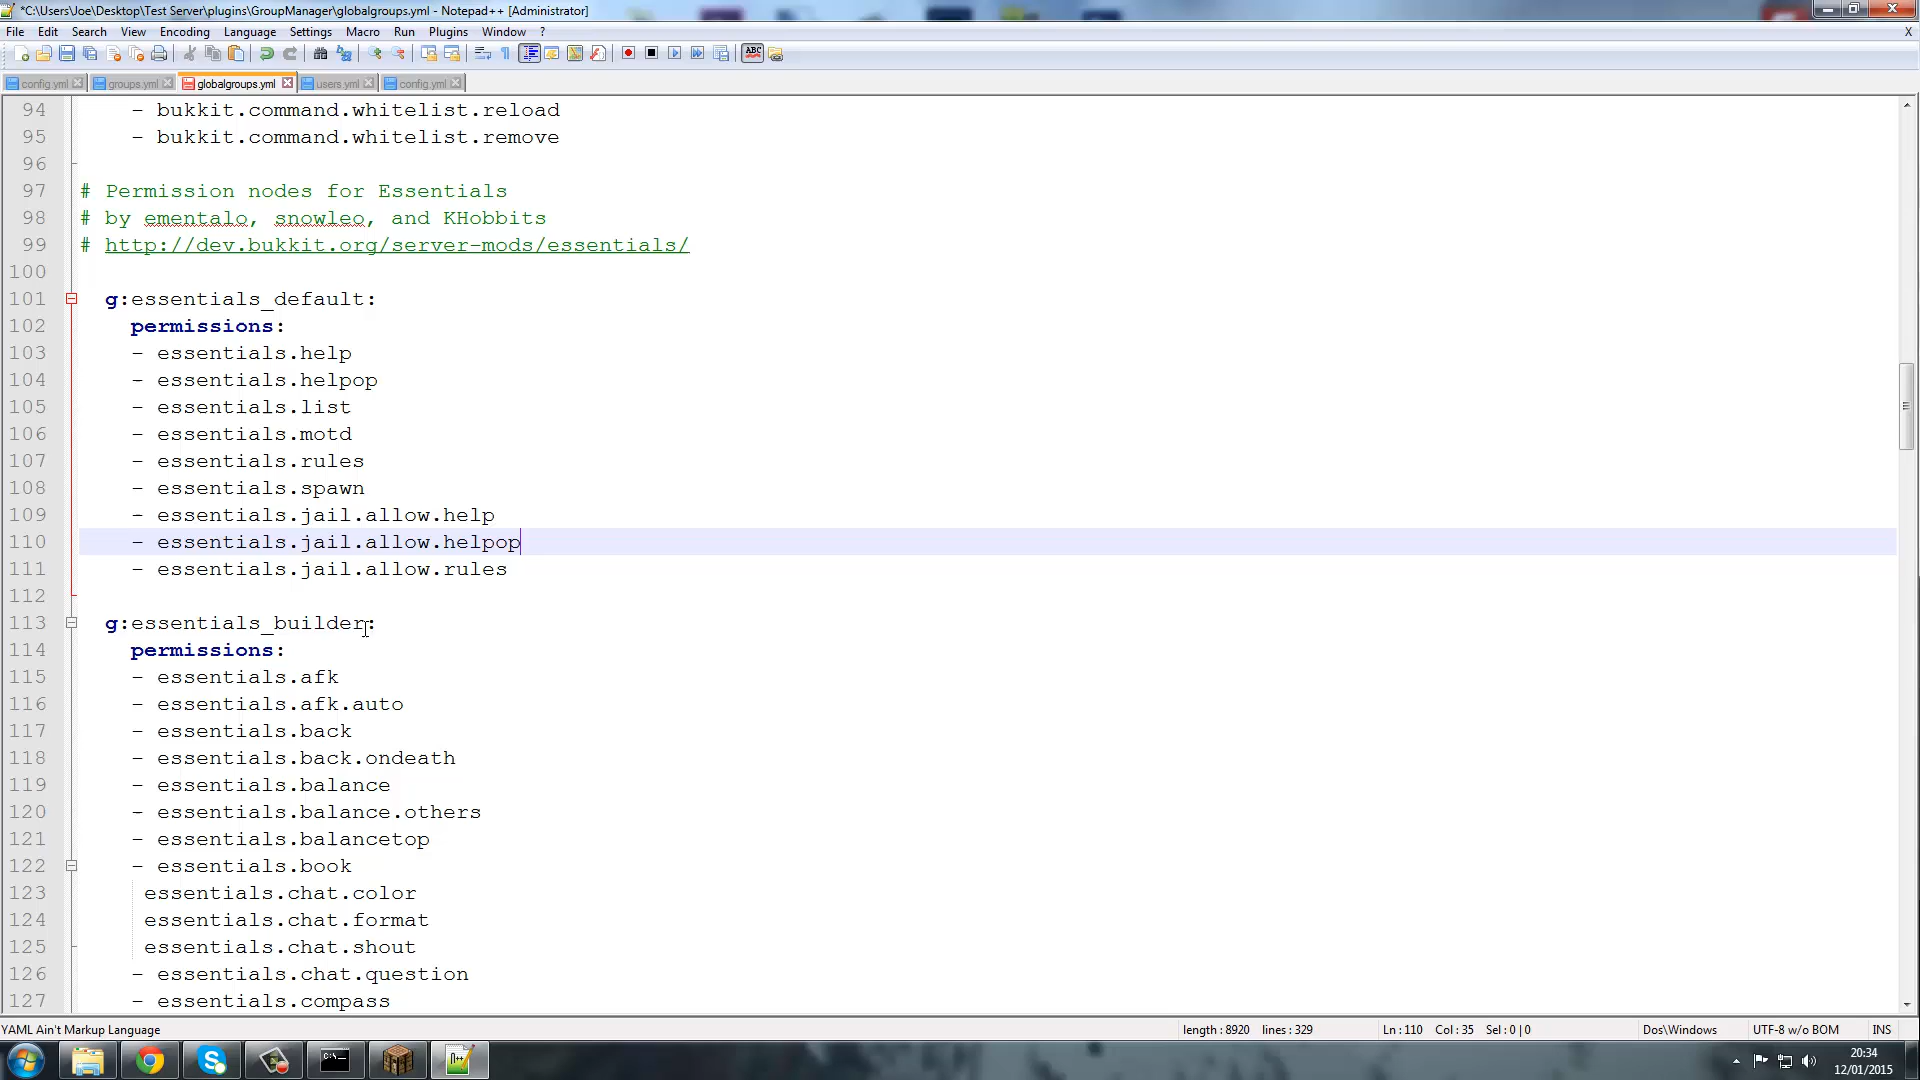 *C:\Users\Joe\Desktop\Test Server\plugins\GroupManager\globalgroups.yml - Notepad++ [Administrator]
File Edit Search View Encoding Language Settings Macro Run Plugins Window ? X
config.yml groups.yml globalgroups.yml users.yml config.yml
94 - bukkit.command.whitelist.reload
95 - bukkit.command.whitelist.remove
96
97 # Permission nodes for Essentials
98 # by ementalo, snowleo, and KHobbits
99 # http://dev.bukkit.org/server-mods/essentials/
100
101 g:essentials_default:
102 permissions:
103 - essentials.help
104 - essentials.helpop
105 - essentials.list
106 - essentials.motd
107 - essentials.rules
108 - essentials.spawn
109 - essentials.jail.allow.help
110 - essentials.jail.allow.helpop
111 - essentials.jail.allow.rules
112
113 g:essentials_builder:
114 permissions:
115 - essentials.afk
116 - essentials.afk.auto
117 - essentials.back
118 - essentials.back.ondeath
119 - essentials.balance
120 - essentials.balance.others
121 - essentials.balancetop
122 - essentials.book
123 essentials.chat.color
124 essentials.chat.format
125 essentials.chat.shout
126 - essentials.chat.question
127 - essentials.compass
YAML Ain't Markup Language length : 8920 lines : 329 Ln : 110 Col : 35 Sel : 0 | 0 Dos\Windows UTF-8 w/o BOM INS
20:34
12/01/2015